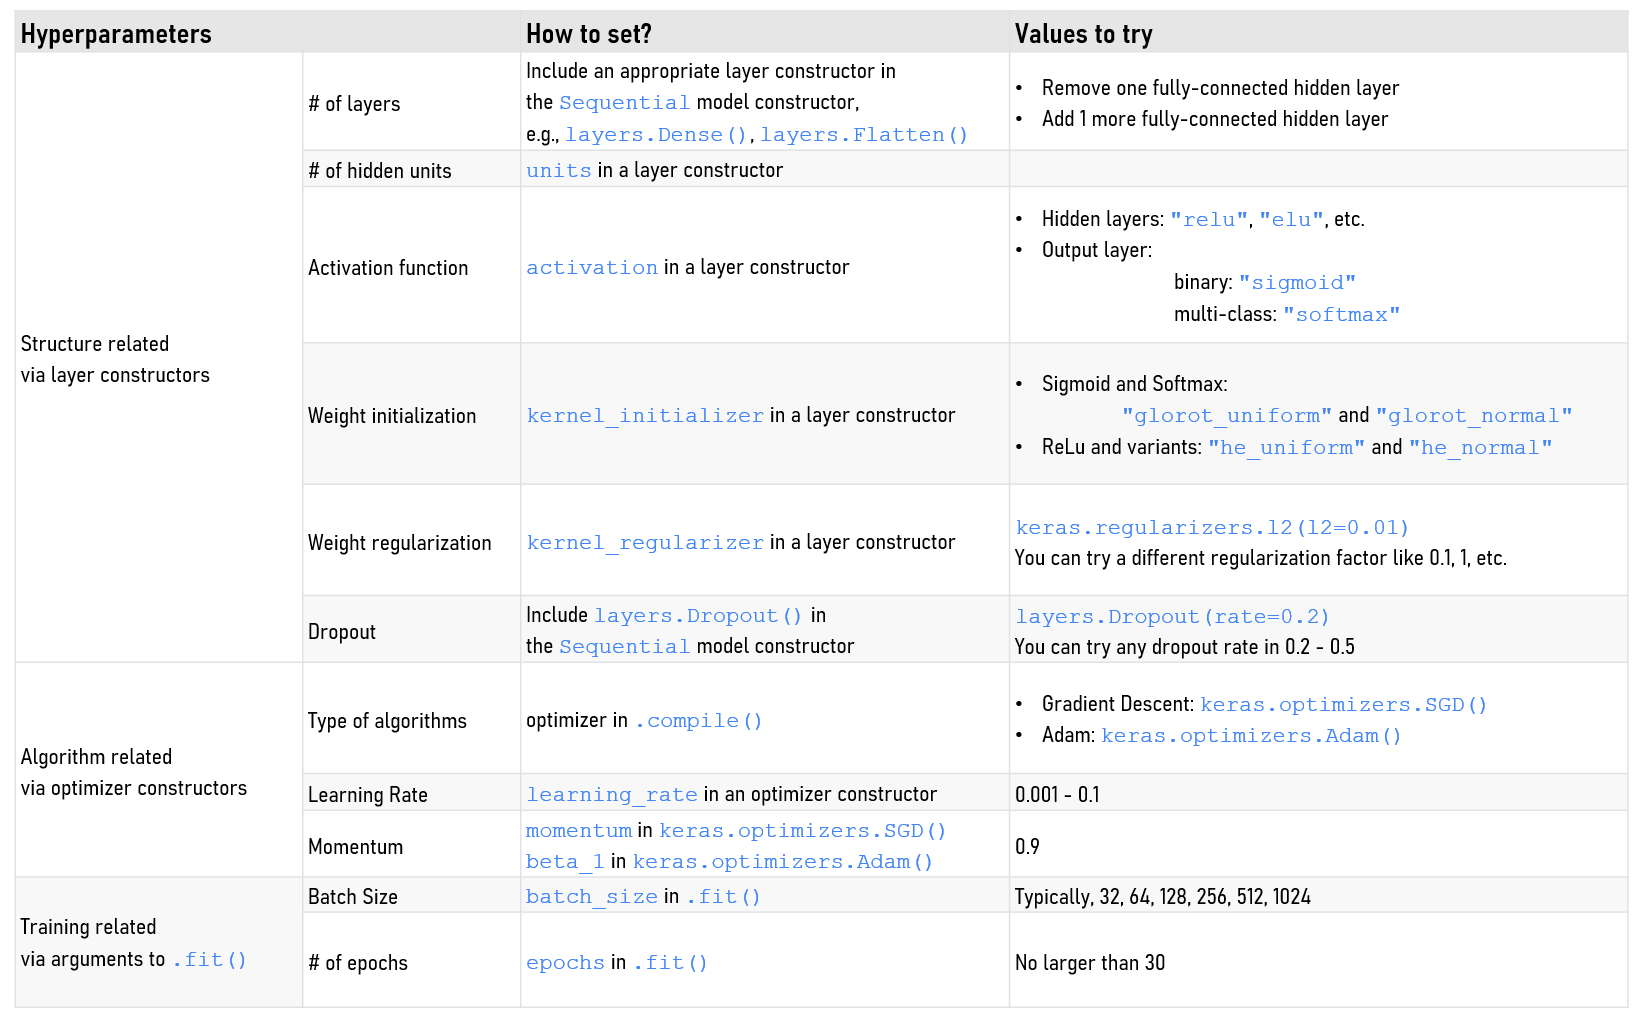 Hyperparameters
How to set?
Values to try
Structure related
via layer constructors
# of layers
Include an appropriate layer constructor in
the Sequential model constructor,
e.g., layers.Dense(), layers.Flatten()
• Remove one fully-connected hidden layer
• Add 1 more fully-connected hidden layer
# of hidden units
units in a layer constructor
Activation function
activation in a layer constructor
• Hidden layers: "relu", "elu", etc.
• Output layer:
binary: "sigmoid"
multi-class: "softmax"
Weight initialization
kernel_initializer in a layer constructor
• Sigmoid and Softmax:
"glorot_uniform" and "glorot_normal"
• ReLu and variants: "he_uniform" and "he_normal"
Weight regularization
kernel_regularizer in a layer constructor
keras.regularizers.l2(l2=0.01)
You can try a different regularization factor like 0.1, 1, etc.
Dropout
Include layers.Dropout() in
the Sequential model constructor
layers.Dropout(rate=0.2)
You can try any dropout rate in 0.2 - 0.5
Algorithm related
via optimizer constructors
Type of algorithms
optimizer in .compile()
• Gradient Descent: keras.optimizers.SGD()
• Adam: keras.optimizers.Adam()
Learning Rate
learning_rate in an optimizer constructor
0.001 - 0.1
Momentum
momentum in keras.optimizers.SGD()
beta_1 in keras.optimizers.Adam()
0.9
Training related
via arguments to .fit()
Batch Size
batch_size in .fit()
Typically, 32, 64, 128, 256, 512, 1024
# of epochs
epochs in .fit()
No larger than 30